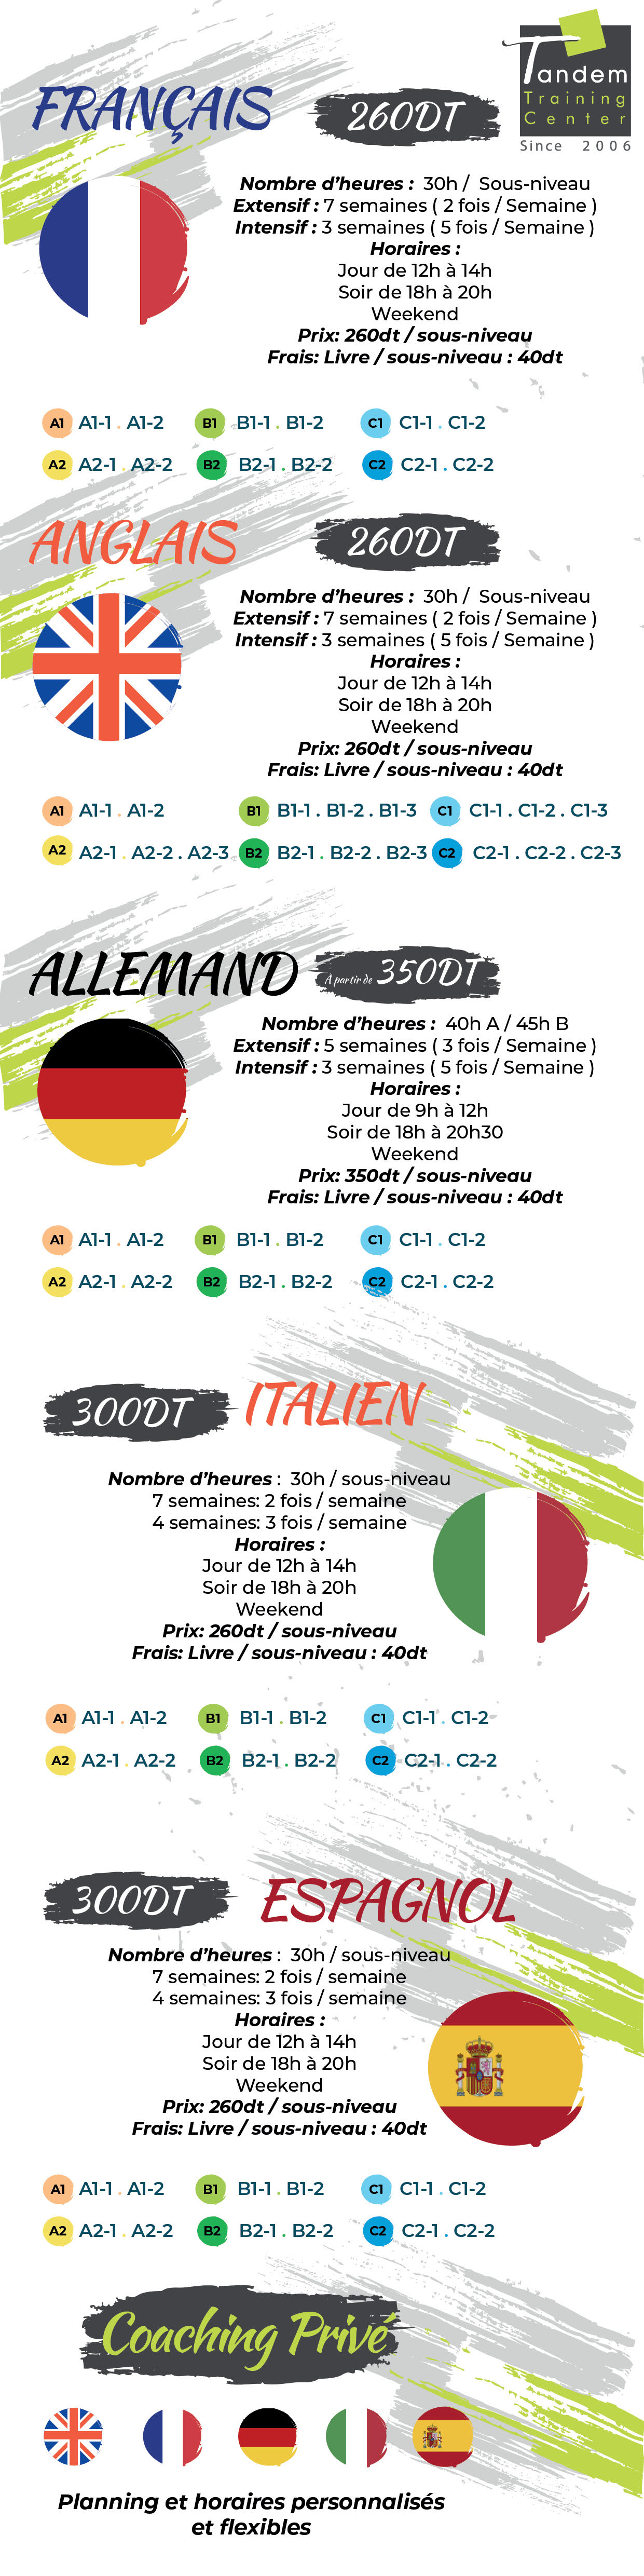 Tandem
Training
Center
Since 2006
FRANÇAIS
260DT
Nombre d'heures : 30h / Sous-niveau
Extensif : 7 semaines ( 2 fois / Semaine )
Intensif : 3 semaines ( 5 fois / Semaine )
Horaires :
Jour de 12h à 14h
Soir de 18h à 20h
Weekend
Prix: 260dt / sous-niveau
Frais: Livre / sous-niveau : 40dt
A1 A1-1 . A1-2 B1 B1-1 . B1-2 C1 C1-1 . C1-2
A2 A2-1 . A2-2 B2 B2-1 . B2-2 C2 C2-1 . C2-2
ANGLAIS
260DT
Nombre d'heures : 30h / Sous-niveau
Extensif : 7 semaines ( 2 fois / Semaine )
Intensif : 3 semaines ( 5 fois / Semaine )
Horaires :
Jour de 12h à 14h
Soir de 18h à 20h
Weekend
Prix: 260dt / sous-niveau
Frais: Livre / sous-niveau : 40dt
A1 A1-1 . A1-2 B1 B1-1 . B1-2 . B1-3 C1 C1-1 . C1-2 . C1-3
A2 A2-1 . A2-2 . A2-3 B2 B2-1 . B2-2 . B2-3 C2 C2-1 . C2-2 . C2-3
ALLEMAND
À partir de 350DT
Nombre d'heures : 40h A / 45h B
Extensif : 5 semaines ( 3 fois / Semaine )
Intensif : 3 semaines ( 5 fois / Semaine )
Horaires :
Jour de 9h à 12h
Soir de 18h à 20h30
Weekend
Prix: 350dt / sous-niveau
Frais: Livre / sous-niveau : 40dt
A1 A1-1 . A1-2 B1 B1-1 . B1-2 C1 C1-1 . C1-2
A2 A2-1 . A2-2 B2 B2-1 . B2-2 C2 C2-1 . C2-2
300DT
ITALIEN
Nombre d'heures : 30h / sous-niveau
7 semaines: 2 fois / semaine
4 semaines: 3 fois / semaine
Horaires :
Jour de 12h à 14h
Soir de 18h à 20h
Weekend
Prix: 260dt / sous-niveau
Frais: Livre / sous-niveau : 40dt
A1 A1-1 . A1-2 B1 B1-1 . B1-2 C1 C1-1 . C1-2
A2 A2-1 . A2-2 B2 B2-1 . B2-2 C2 C2-1 . C2-2
300DT
ESPAGNOL
Nombre d'heures : 30h / sous-niveau
7 semaines: 2 fois / semaine
4 semaines: 3 fois / semaine
Horaires :
Jour de 12h à 14h
Soir de 18h à 20h
Weekend
Prix: 260dt / sous-niveau
Frais: Livre / sous-niveau : 40dt
A1 A1-1 . A1-2 B1 B1-1 . B1-2 C1 C1-1 . C1-2
A2 A2-1 . A2-2 B2 B2-1 . B2-2 C2 C2-1 . C2-2
Coaching Privé
Planning et horaires personnalisés
et flexibles